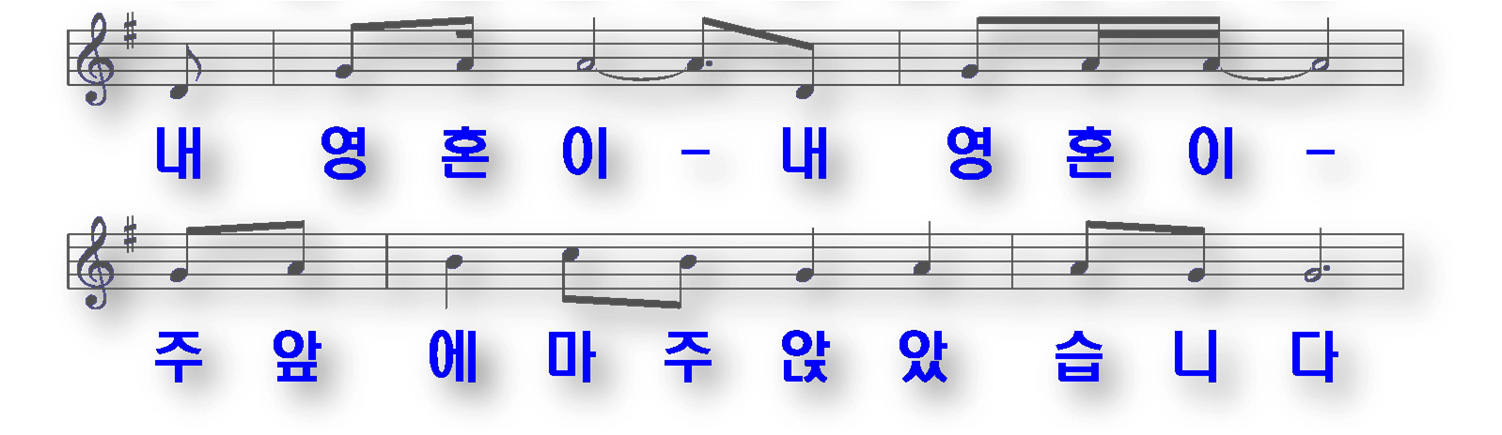 내 영 혼 이 - 내 영 혼 이 -
주 앞 에 마 주 앉 았 습 니 다